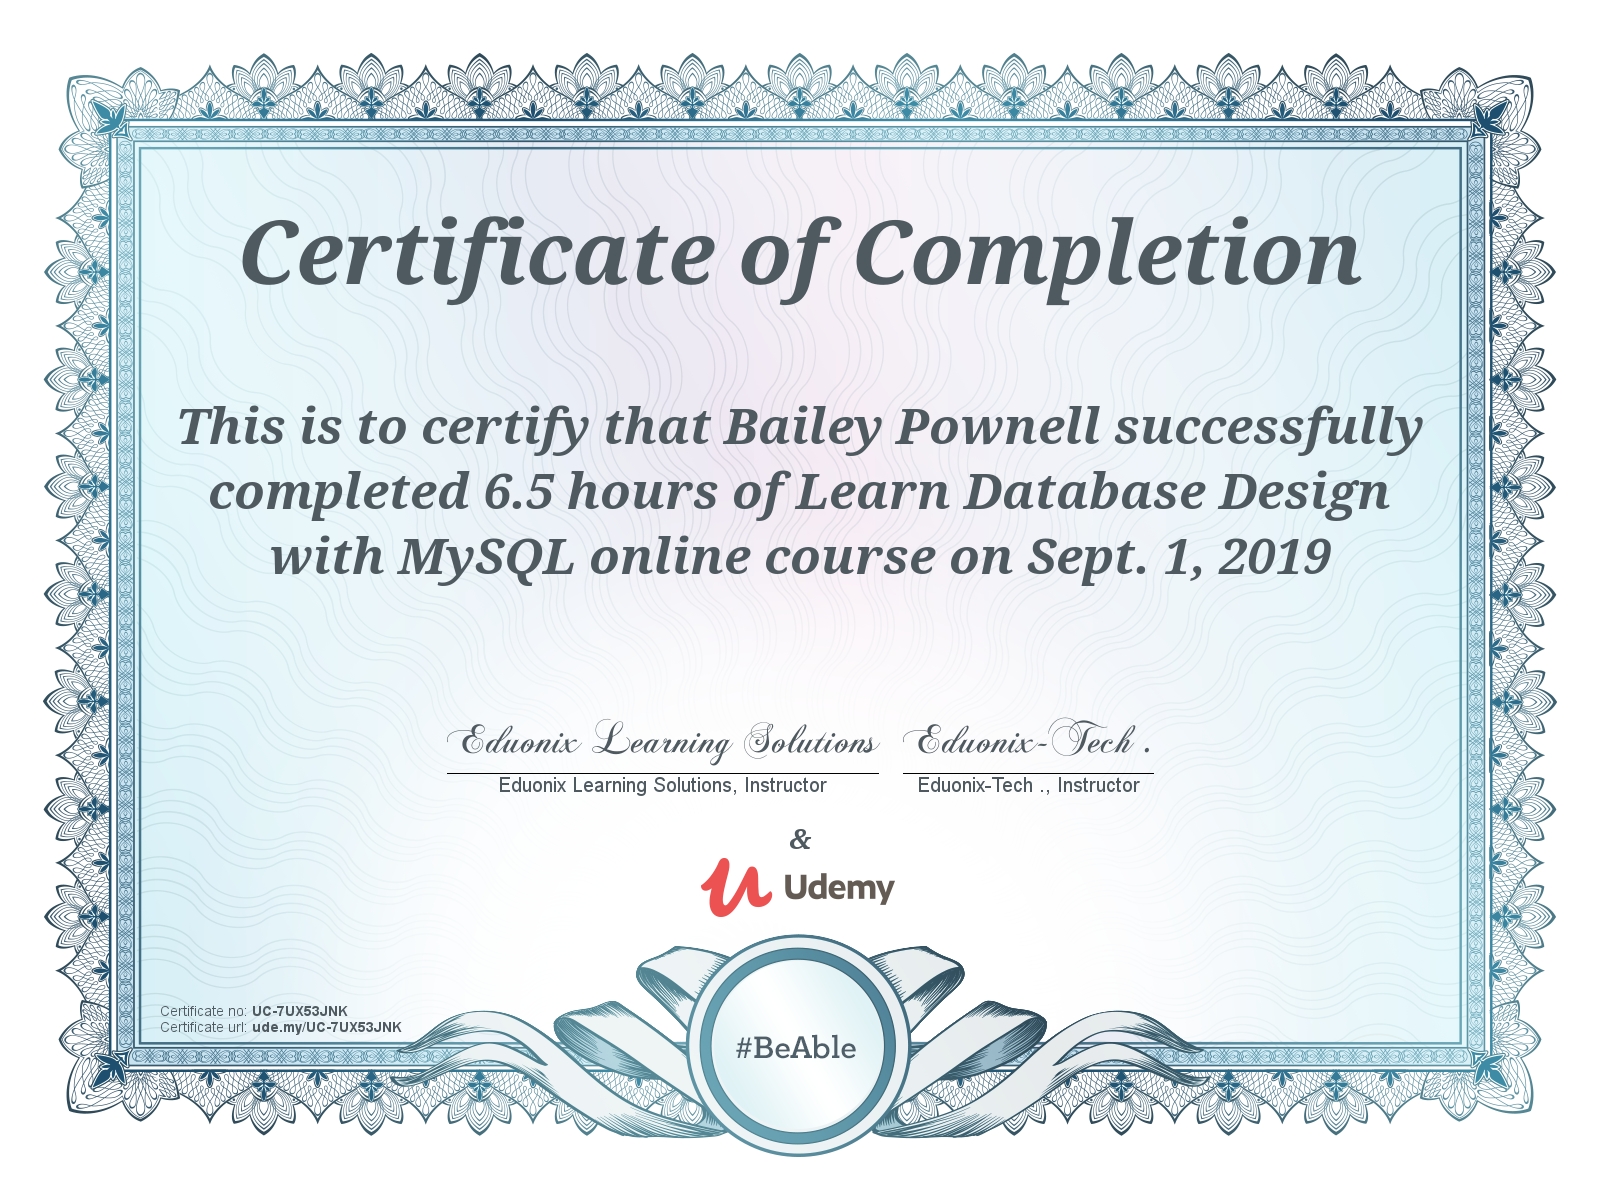 Certificate of Completion
This is to certify that Bailey Pownell successfully
completed 6.5 hours of Learn Database Design
with MySQL online course on Sept. 1, 2019
Eduonix Learning Solutions
Eduonix-Tech .
Eduonix Learning Solutions, Instructor
Eduonix-Tech ., Instructor
&
Udemy
Certificate no: UC-7UX53JNK
Certificate url: ude.my/UC-7UX53JNK
#BeAble